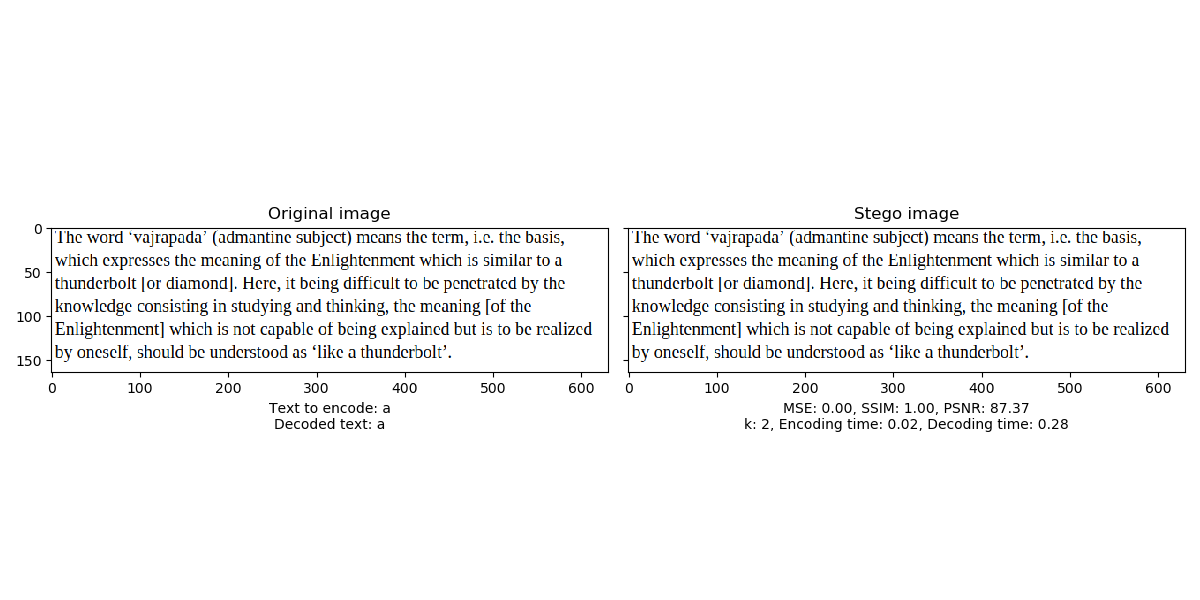 Original image
0
50
100
150
The word ‘vajrapada’ (admantine subject) means the term, i.e. the basis,
which expresses the meaning of the Enlightenment which is similar to a
thunderbolt [or diamond]. Here, it being difficult to be penetrated by the
knowledge consisting in studying and thinking, the meaning [of the
Enlightenment] which is not capable of being explained but is to be realized
by oneself, should be understood as ‘like a thunderbolt’.
0 100 200 300 400 500 600
Text to encode: a
Decoded text: a
Stego image
The word ‘vajrapada’ (admantine subject) means the term, i.e. the basis,
which expresses the meaning of the Enlightenment which is similar to a
thunderbolt [or diamond]. Here, it being difficult to be penetrated by the
knowledge consisting in studying and thinking, the meaning [of the
Enlightenment] which is not capable of being explained but is to be realized
by oneself, should be understood as ‘like a thunderbolt’.
0 100 200 300 400 500 600
MSE: 0.00, SSIM: 1.00, PSNR: 87.37
k: 2, Encoding time: 0.02, Decoding time: 0.28